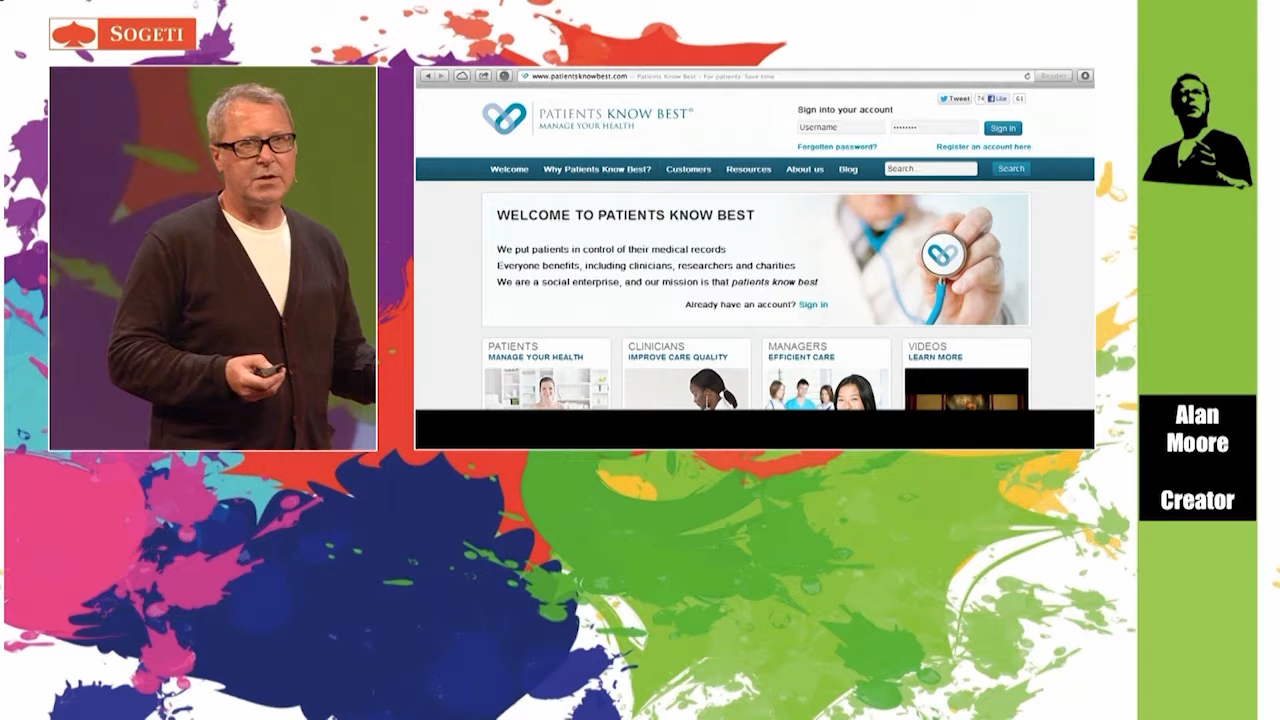 SOGETI
www.patientsknowbest.com — Patients Know Best – For patients. Save time
Reader
PATIENTS KNOW BEST®
MANAGE YOUR HEALTH
Sign into your account
Tweet 74 Like 61
Username
Sign in
Forgotten password? Register an account here
Welcome Why Patients Know Best? Customers Resources About us Blog Search... Search
WELCOME TO PATIENTS KNOW BEST
We put patients in control of their medical records
Everyone benefits, including clinicians, researchers and charities
We are a social enterprise, and our mission is that patients know best
Already have an account? Sign in
PATIENTS
MANAGE YOUR HEALTH
CLINICIANS
IMPROVE CARE QUALITY
MANAGERS
EFFICIENT CARE
VIDEOS
LEARN MORE
Alan
Moore
Creator